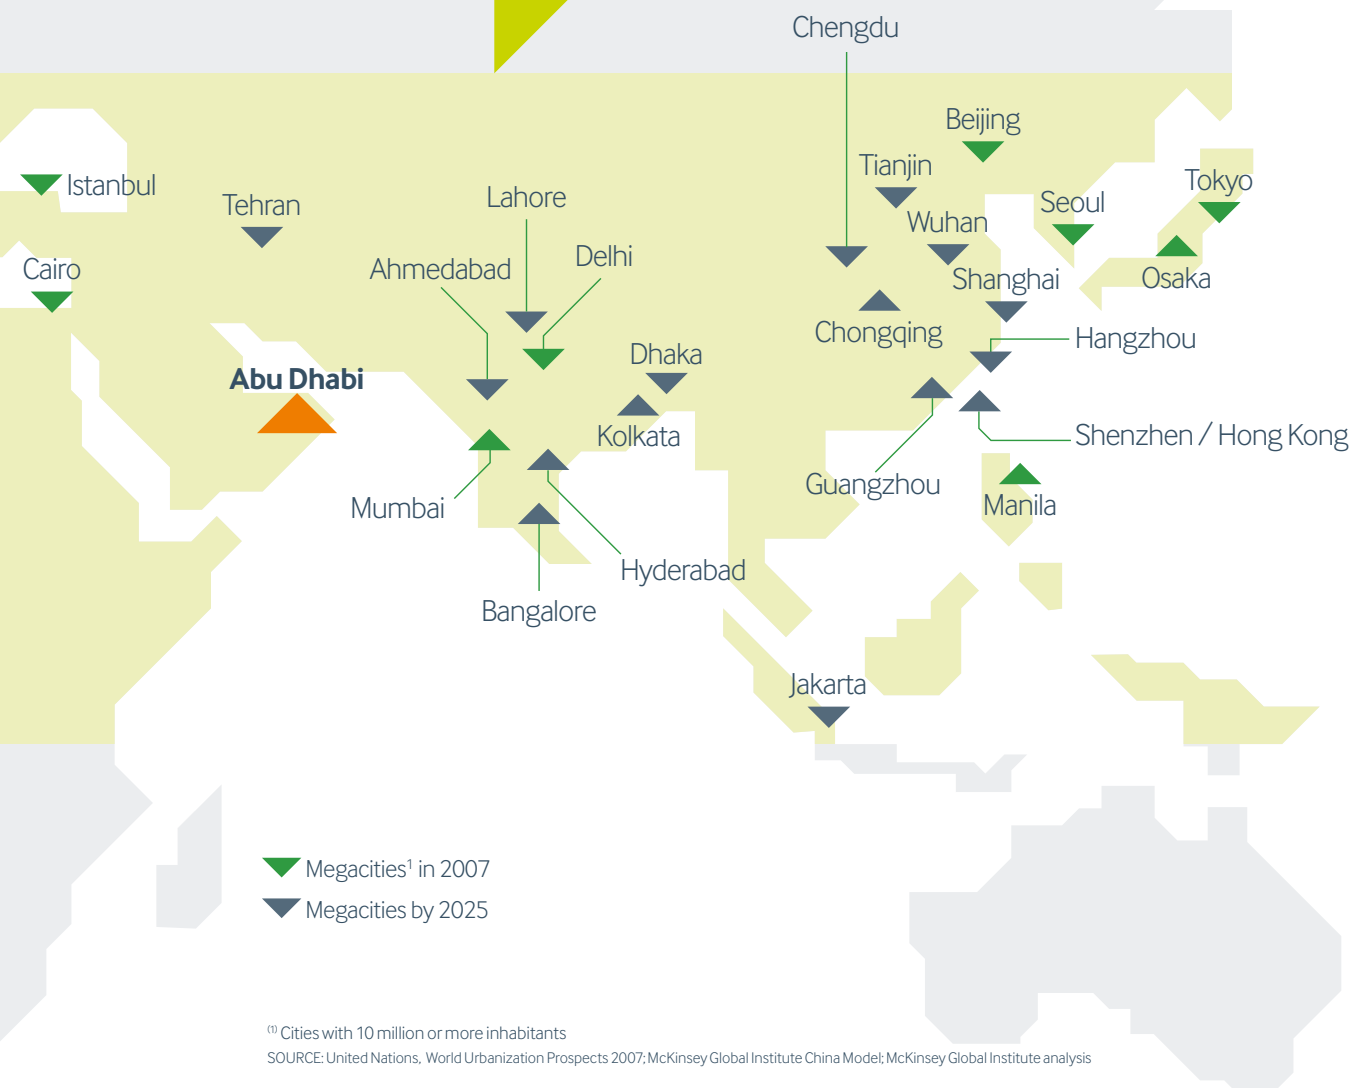 Chengdu
Beijing
Tianjin
Istanbul
Tokyo
Lahore
Tehran
Seoul
Wuhan
Delhi
Cairo
Ahmedabad
Shanghai
Osaka
Chongqing
Hangzhou
Dhaka
Abu Dhabi
Kolkata
Shenzhen / Hong Kong
Guangzhou
Manila
Mumbai
Hyderabad
Bangalore
Jakarta
Megacities¹ in 2007
Megacities by 2025
(1) Cities with 10 million or more inhabitants
SOURCE: United Nations, World Urbanization Prospects 2007; McKinsey Global Institute China Model; McKinsey Global Institute analysis